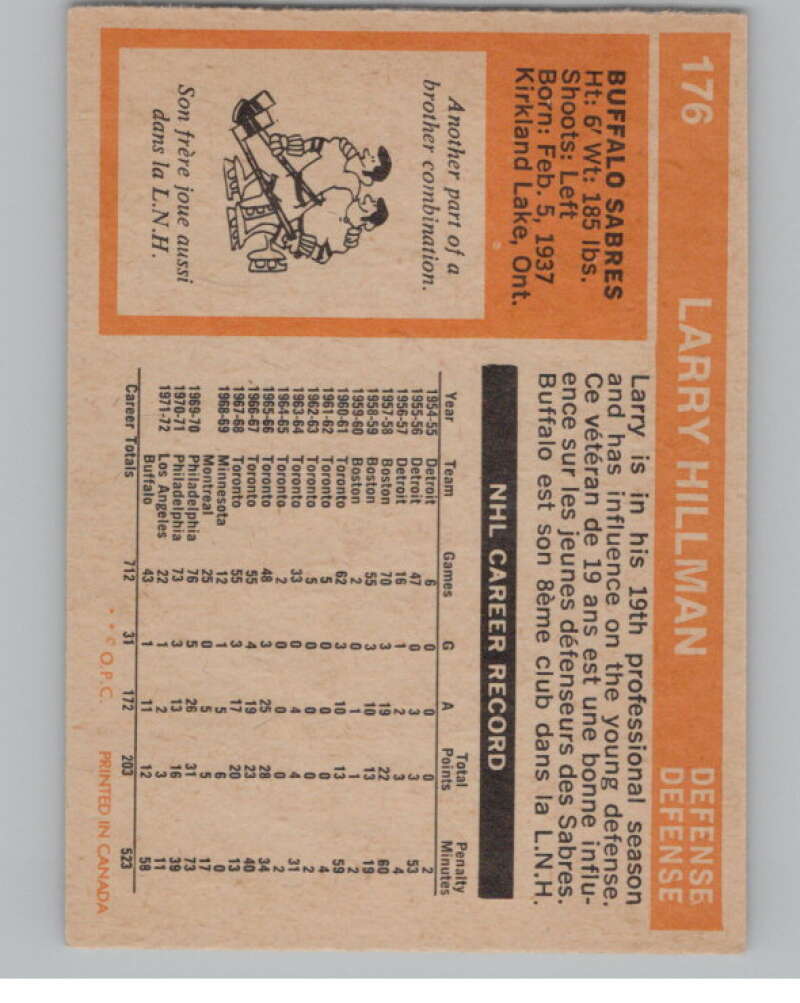 176 LARRY HILLMAN DEFENSE
DEFENSE
BUFFALO SABRES
Ht: 6' Wt: 185 lbs.
Shoots: Left
Born: Feb. 5, 1937
Kirkland Lake, Ont.
Another part of a
brother combination.
Son frère joue aussi
dans la L.N.H.
Larry is in his 19th professional season
and has influence on the young defense.
Ce vétéran de 19 ans est une bonne influ-
ence sur les jeunes défenseurs des Sabres.
Buffalo est son 8ème club dans la L.N.H.
NHL CAREER RECORD
Year Team Games G A Total Points Penalty Minutes
1954-55 Detroit 6 0 0 0 2
1955-56 Detroit 47 0 3 3 53
1956-57 Detroit 16 1 2 3 4
1957-58 Boston 70 3 19 22 60
1958-59 Boston 55 3 10 13 19
1959-60 Boston 2 0 1 1 2
1960-61 Toronto 62 3 10 13 59
1961-62 Toronto 5 0 0 0 4
1962-63 Toronto 5 0 0 0 2
1963-64 Toronto 33 0 4 4 31
1964-65 Toronto 2 0 0 0 2
1965-66 Toronto 48 3 25 28 34
1966-67 Toronto 55 4 19 23 40
1967-68 Toronto 55 3 17 20 13
1968-69 Minnesota 12 1 5 6 0
Montreal 25 0 5 5 17
1969-70 Philadelphia 76 5 26 31 73
1970-71 Philadelphia 73 3 13 16 39
1971-72 Los Angeles 22 1 2 3 11
Buffalo 43 1 11 12 58
Career Totals 712 31 172 203 523
* * © O.P.C. PRINTED IN CANADA